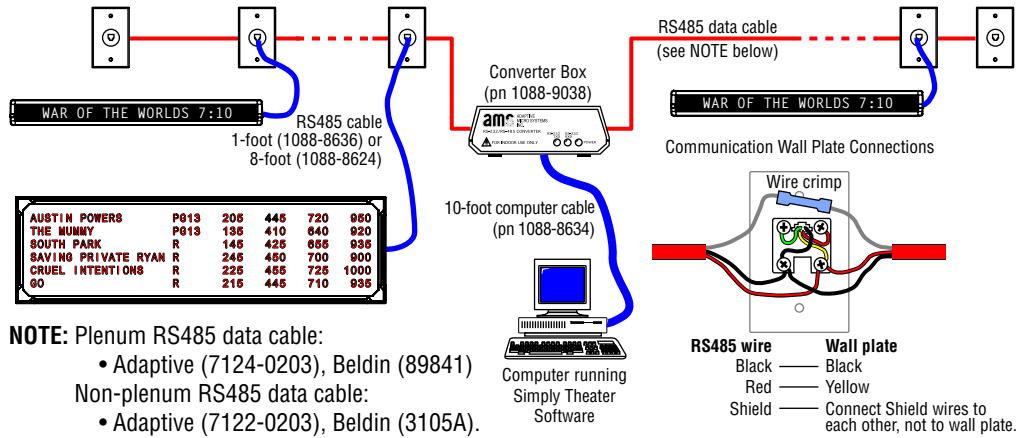 RS485 data cable
(see NOTE below)
Converter Box
(pn 1088-9038)
WAR OF THE WORLDS 7:10
RS485 cable
1-foot (1088-8636) or
8-foot (1088-8624)
ams ADAPTIVE
MICRO SYSTEMS
INC.
RS-232/RS-485 CONVERTER
FOR INDOOR USE ONLY
POWER
WAR OF THE WORLDS 7:10
Communication Wall Plate Connections
Wire crimp
10-foot computer cable
(pn 1088-8634)
AUSTIN POWERS PG13 205 445 720 950
THE MUMMY PG13 135 410 640 920
SOUTH PARK R 145 425 655 935
SAVING PRIVATE RYAN R 245 450 700 900
CRUEL INTENTIONS R 225 455 725 1000
GO R 215 445 710 935
NOTE: Plenum RS485 data cable:
• Adaptive (7124-0203), Beldin (89841)
Non-plenum RS485 data cable:
• Adaptive (7122-0203), Beldin (3105A).
Computer running
Simply Theater
Software
RS485 wire Wall plate
Black Black
Red Yellow
Shield Connect Shield wires to
each other, not to wall plate.